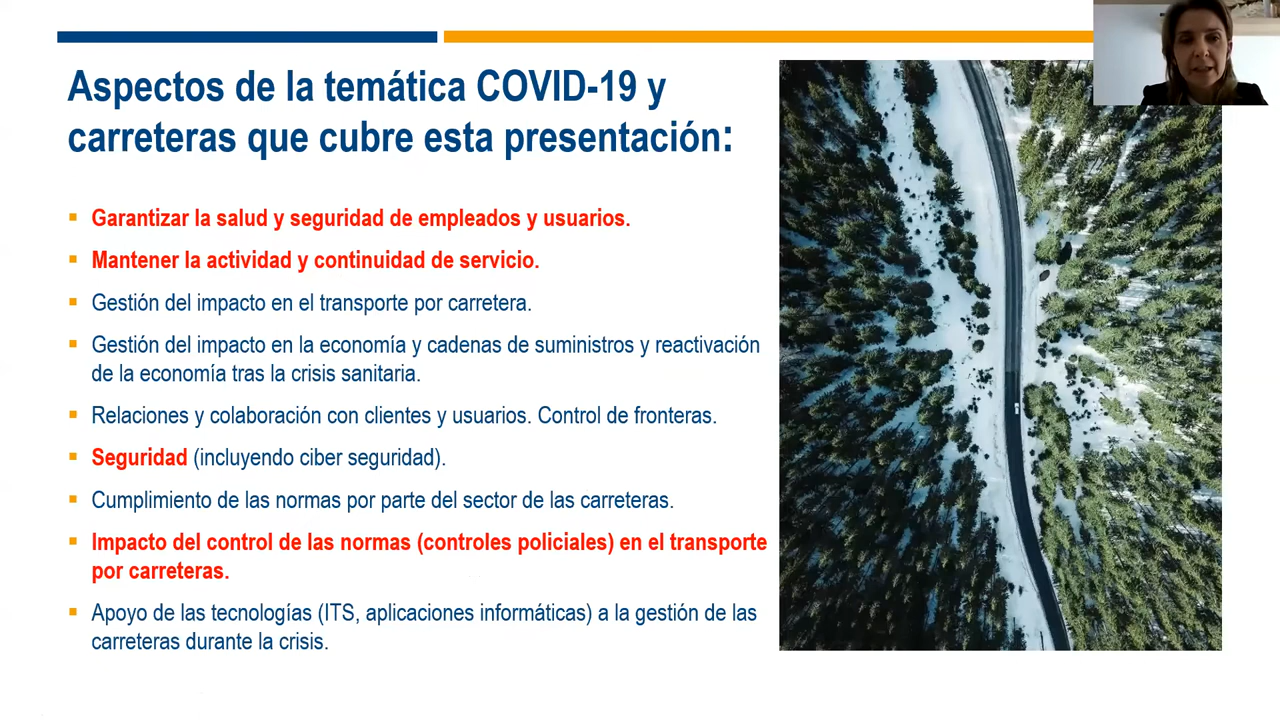 Aspectos de la temática COVID-19 y
carreteras que cubre esta presentación:
Garantizar la salud y seguridad de empleados y usuarios.
Mantener la actividad y continuidad de servicio.
Gestión del impacto en el transporte por carretera.
Gestión del impacto en la economía y cadenas de suministros y reactivación
de la economía tras la crisis sanitaria.
Relaciones y colaboración con clientes y usuarios. Control de fronteras.
Seguridad (incluyendo ciber seguridad).
Cumplimiento de las normas por parte del sector de las carreteras.
Impacto del control de las normas (controles policiales) en el transporte
por carreteras.
Apoyo de las tecnologías (ITS, aplicaciones informáticas) a la gestión de las
carreteras durante la crisis.